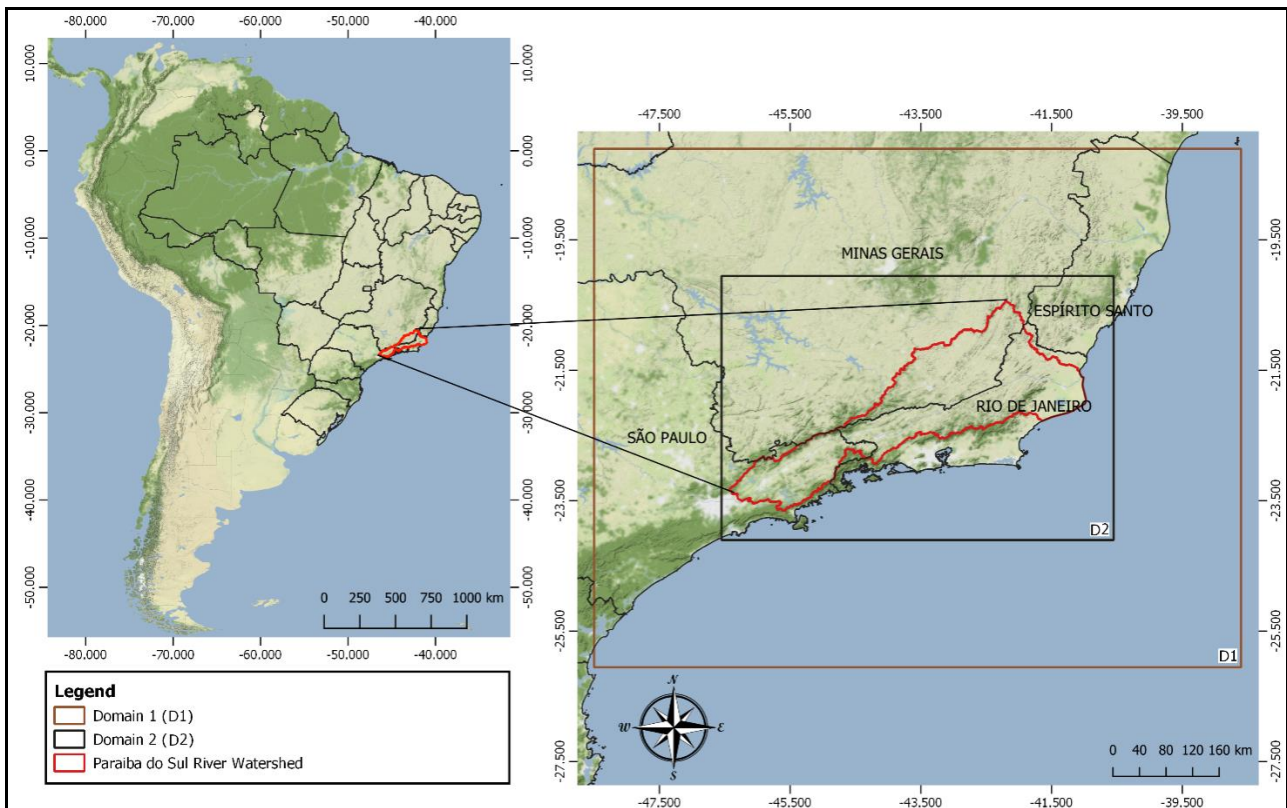 -80.000 -70.000 -60.000 -50.000 -40.000
10.000 10.000
0.000 0.000
-10.000 -10.000
-20.000 -20.000
-30.000 -30.000
-40.000 -40.000
-50.000 -50.000
0 250 500 750 1000 km
-80.000 -70.000 -60.000 -50.000 -40.000
Legend
Domain 1 (D1)
Domain 2 (D2)
Paraiba do Sul River Watershed
-47.500 -45.500 -43.500 -41.500 -39.500
-19.500 -19.500
MINAS GERAIS
ESPÍRITO SANTO
-21.500 -21.500
RIO DE JANEIRO
SÃO PAULO
-23.500 -23.500
D2
-25.500 -25.500
D1
N
W E
S
0 40 80 120 160 km
-27.500 -27.500
-47.500 -45.500 -43.500 -41.500 -39.500